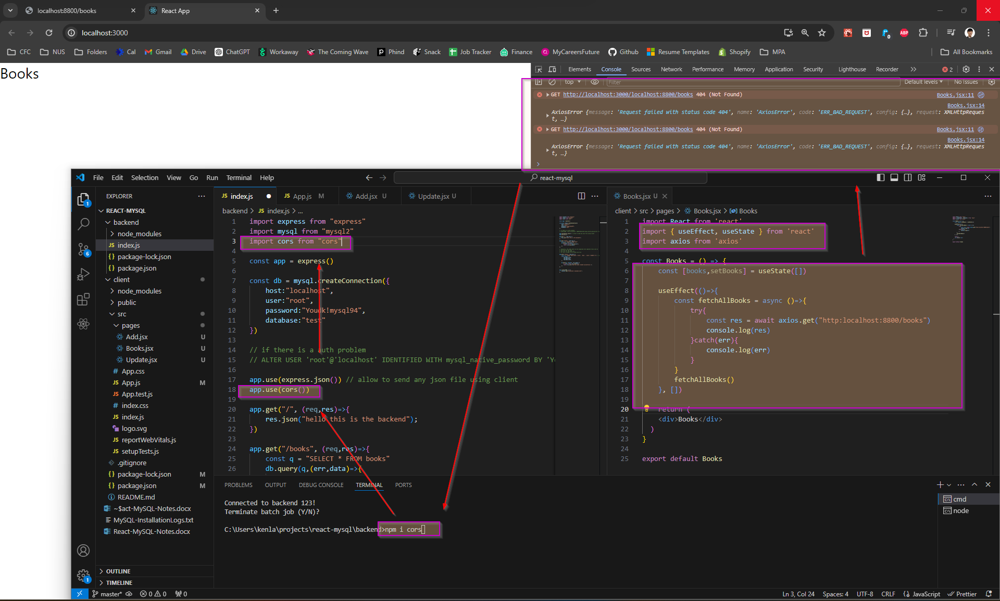 localhost:8800/books
React App
localhost:3000
CFC NUS Folders Cal Gmail Drive ChatGPT Workaway The Coming Wave Phind Snack Job Tracker Finance MyCareersFuture Github Resume Templates Shopify MPA All Bookmarks
Books
Elements Console Sources Network Performance Memory Application Security Lighthouse Recorder 2
top Filter Default levels No Issues
GET http://localhost:3000/localhost:8800/books 404 (Not Found) Books.jsx:11
Books.jsx:14
AxiosError {message: 'Request failed with status code 404', name: 'AxiosError', code: 'ERR_BAD_REQUEST', config: {…}, request: XMLHttpReques
t, …}
GET http://localhost:3000/localhost:8800/books 404 (Not Found) Books.jsx:11
Books.jsx:14
AxiosError {message: 'Request failed with status code 404', name: 'AxiosError', code: 'ERR_BAD_REQUEST', config: {…}, request: XMLHttpReques
t, …}
File Edit Selection View Go Run Terminal Help
react-mysql
EXPLORER
REACT-MYSQL
backend
node_modules
JS index.js
{} package-lock.json
{} package.json
client
node_modules
public
src
pages
Add.jsx U
Books.jsx U
Update.jsx U
# App.css
JS App.js M
JS App.test.js
# index.css
JS index.js
logo.svg
JS reportWebVitals.js
JS setupTests.js
.gitignore
{} package-lock.json M
{} package.json M
README.md
~$act-MySQL-Notes.docx
MySQL-InstallationLogs.txt
React-MySQL-Notes.docx
OUTLINE
TIMELINE
JS index.js JS App.js M Add.jsx U Update.jsx U
backend > JS index.js > ...
1 import express from "express"
2 import mysql from "mysql2"
3 import cors from "cors"
4
5 const app = express()
6
7 const db = mysql.createConnection({
8 host:"localhost",
9 user:"root",
10 password:"Youdk!mysql94",
11 database:"test"
12 })
13
14 // if there is a auth problem
15 // ALTER USER 'root'@'localhost' IDENTIFIED WITH mysql_native_password BY 'Yo
16
17 app.use(express.json()) // allow to send any json file using client
18 app.use(cors())
19
20 app.get("/", (req,res)=>{
21 res.json("hello this is the backend");
22 })
23
24 app.get("/books", (req,res)=>{
25 const q = "SELECT * FROM books"
26 db.query(q,(err,data)=>{
Books.jsx U
client > src > pages > Books.jsx > Books
1 import React from 'react'
2 import { useEffect, useState } from 'react'
3 import axios from 'axios'
4
5 const Books = () => {
6 const [books,setBooks] = useState([])
7
8 useEffect(()=>{
9 const fetchAllBooks = async ()=>{
10 try{
11 const res = await axios.get("http:localhost:8800/books")
12 console.log(res)
13 }catch(err){
14 console.log(err)
15 }
16 }
17 fetchAllBooks()
18 }, [])
19
20 return (
21 <div>Books</div>
22 )
23 }
24
25 export default Books
PROBLEMS OUTPUT DEBUG CONSOLE TERMINAL PORTS
Connected to backend 123!
Terminate batch job (Y/N)?
C:\Users\kenla\projects\react-mysql\backend>npm i cors
cmd
node
master* 0 0 0 Ln 3, Col 24 Spaces: 4 UTF-8 CRLF {} JavaScript Prettier